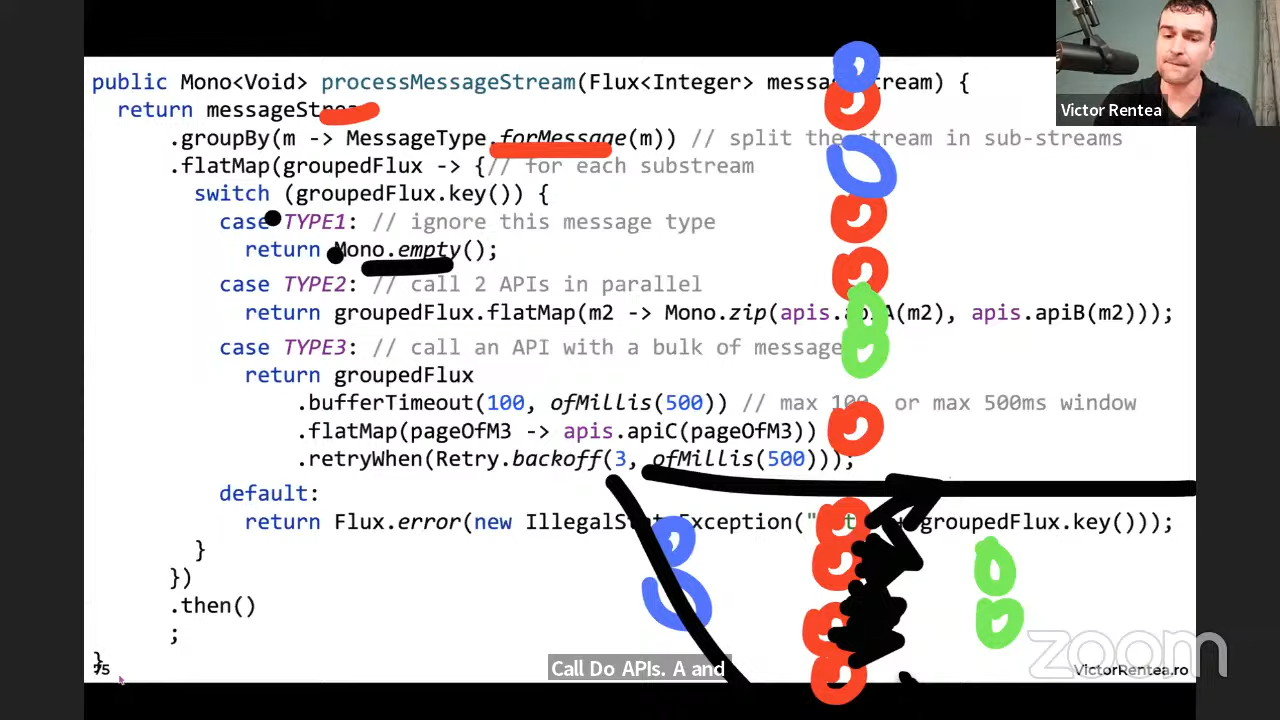 public Mono<Void> processMessageStream(Flux<Integer> messageStream) {
return messageStream
.groupBy(m -> MessageType.forMessage(m)) // split the stream in sub-streams
.flatMap(groupedFlux -> {// for each substream
switch (groupedFlux.key()) {
case TYPE1: // ignore this message type
return Mono.empty();
case TYPE2: // call 2 APIs in parallel
return groupedFlux.flatMap(m2 -> Mono.zip(apis.apiA(m2), apis.apiB(m2)));
case TYPE3: // call an API with a bulk of message
return groupedFlux
.bufferTimeout(100, ofMillis(500)) // max 100 or max 500ms window
.flatMap(pageOfM3 -> apis.apiC(pageOfM3))
.retryWhen(Retry.backoff(3, ofMillis(500)));
default:
return Flux.error(new IllegalStateException(" groupedFlux.key()));
}
})
.then()
;
}
75
Victor Rentea
Call Do APIs. A and
zoom
VictorRentea.ro